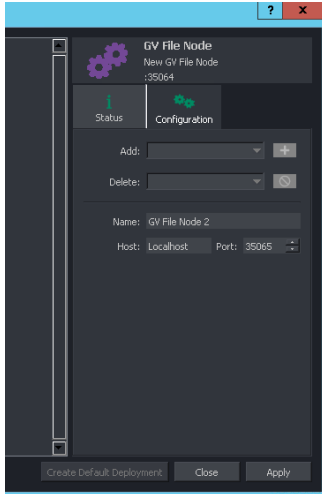 ? x
GV File Node
New GV File Node
:35064
Status
Configuration
Add:
Delete:
Name: GV File Node 2
Host: Localhost Port: 35065
Create Default Deployment Close Apply